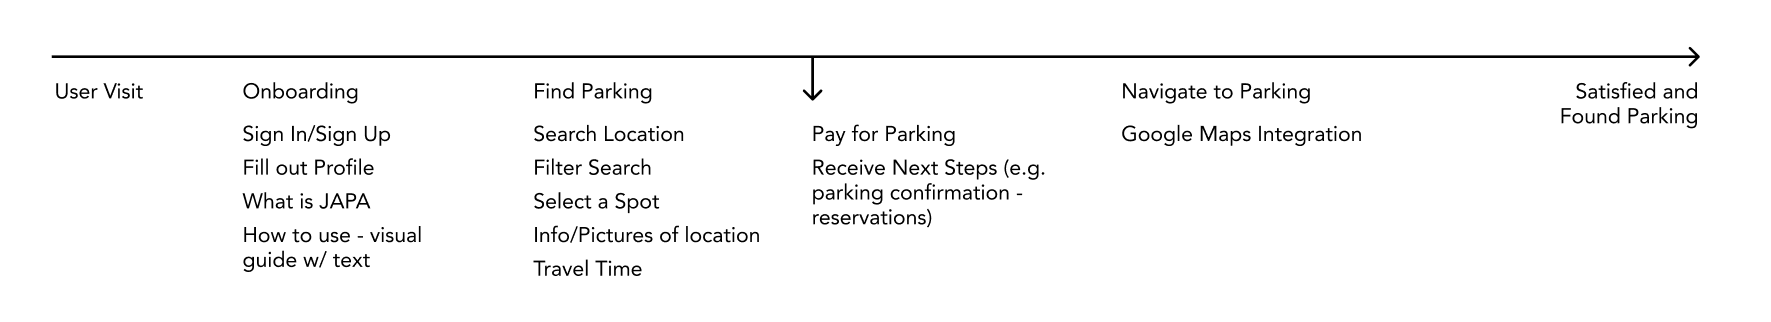 User Visit
Onboarding
Sign In/Sign Up
Fill out Profile
What is JAPA
How to use - visual
guide w/ text
Find Parking
Search Location
Filter Search
Select a Spot
Info/Pictures of location
Travel Time
Pay for Parking
Receive Next Steps (e.g.
parking confirmation -
reservations)
Navigate to Parking
Google Maps Integration
Satisfied and
Found Parking